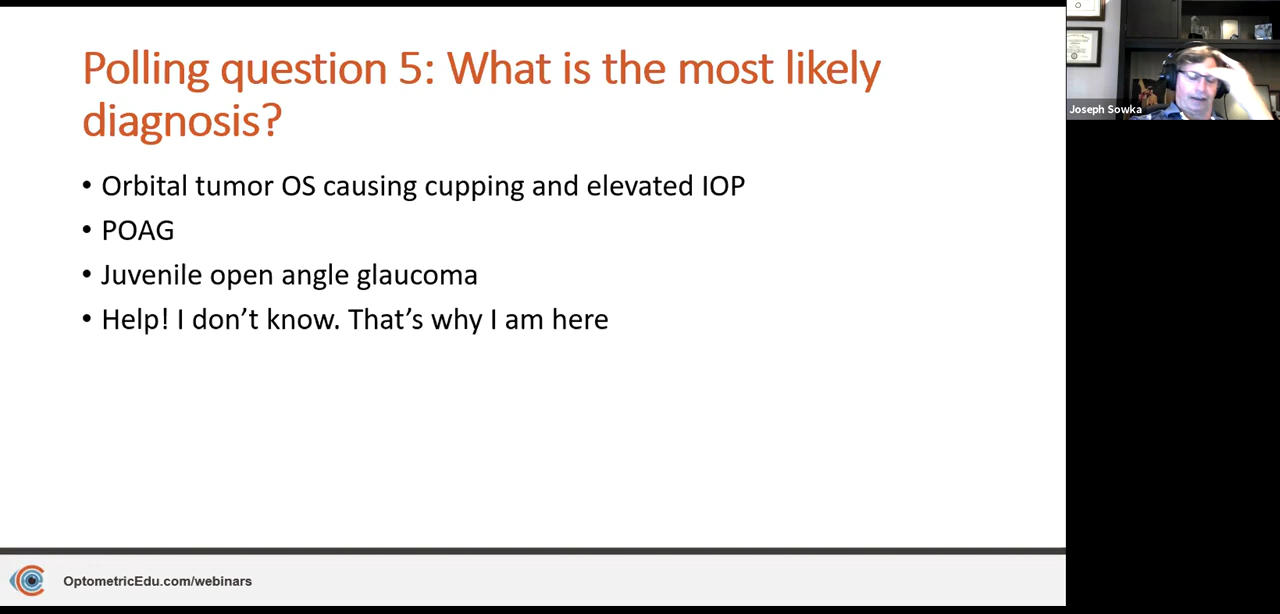 Polling question 5: What is the most likely
diagnosis?
• Orbital tumor OS causing cupping and elevated IOP
• POAG
• Juvenile open angle glaucoma
• Help! I don’t know. That’s why I am here
Joseph Sowka
OptometricEdu.com/webinars